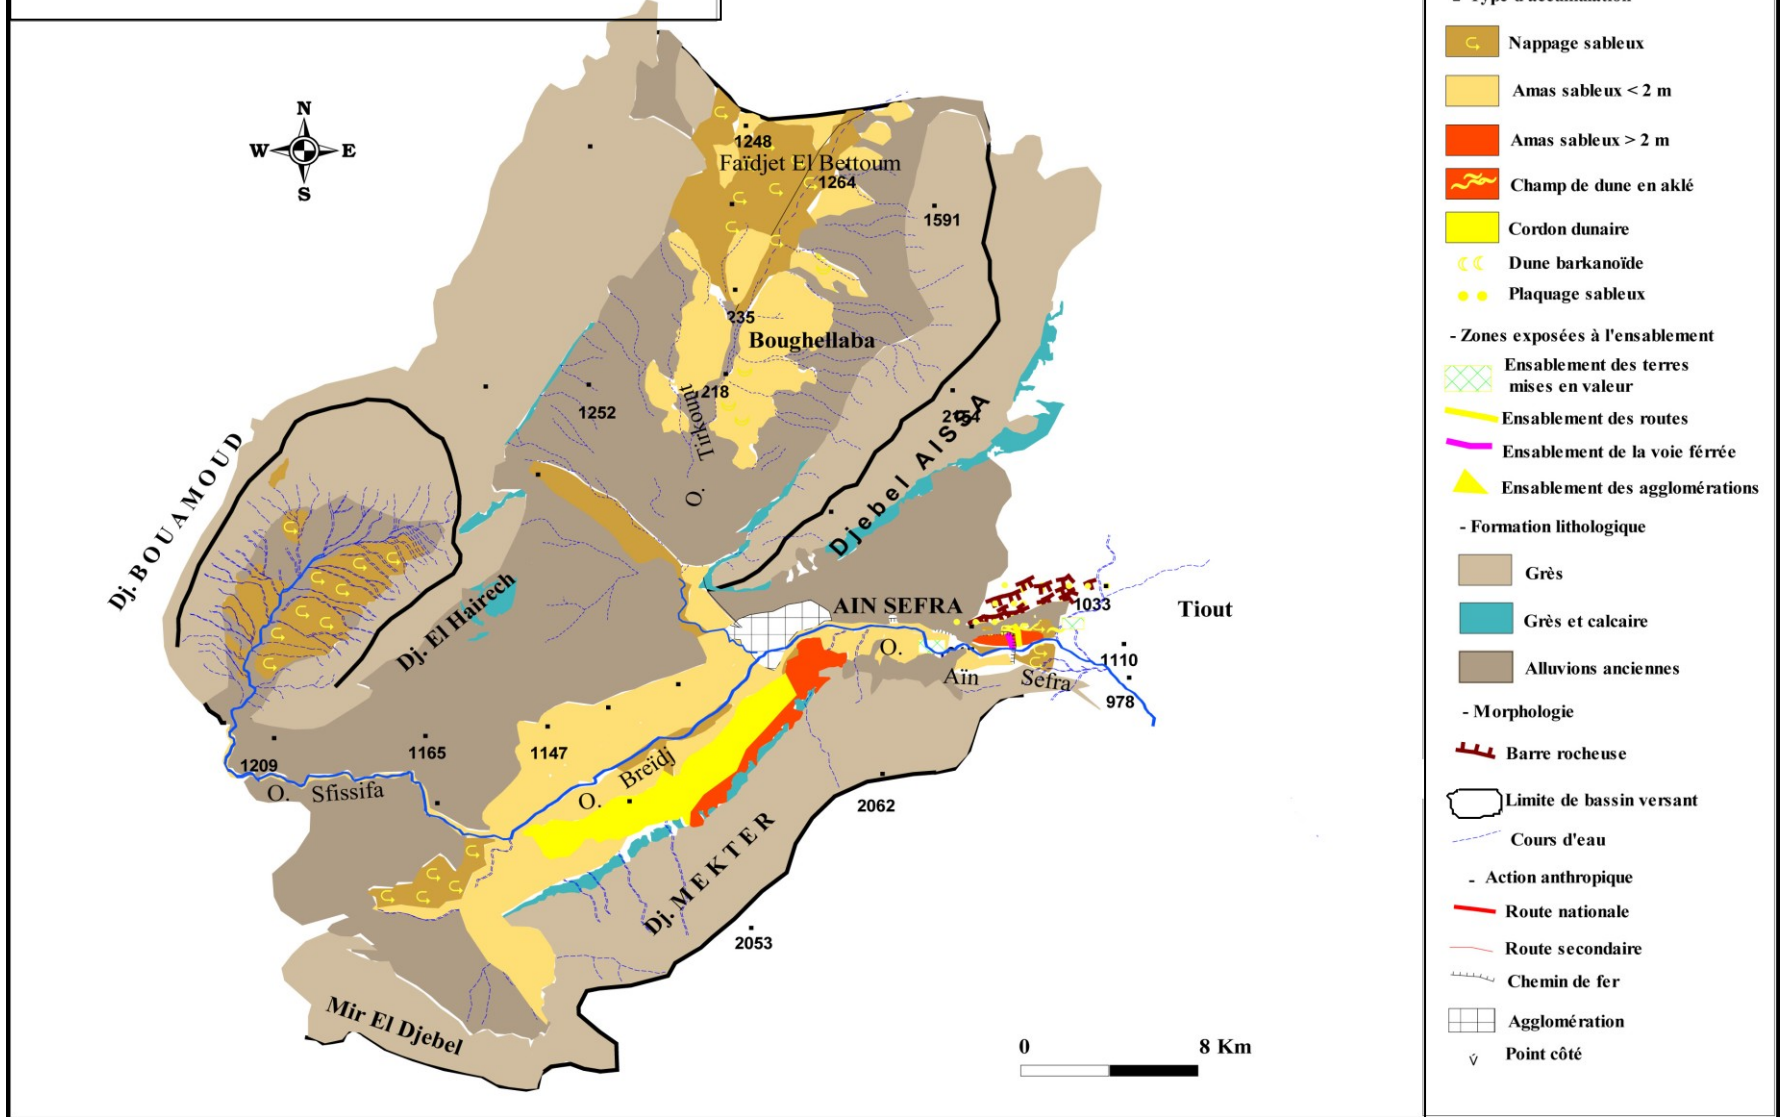 N
W E
S
1248
Faïdjet El Bettoum
1264
1591
235
Boughellaba
218
1252
O. Tirkount
2154
Djebel AISSA
Dj. BOUAMOUD
Dj. El Hairech
AIN SEFRA
1033
Tiout
O. Aïn Sefra
1110
978
1209
1165
1147
O. Sfissifa
O. Breïdj
2062
Dj. MEKTER
2053
Mir El Djebel
0 8 Km
Nappage sableux
Amas sableux < 2 m
Amas sableux > 2 m
Champ de dune en aklé
Cordon dunaire
Dune barkanoïde
Plaquage sableux
- Zones exposées à l'ensablement
Ensablement des terres
mises en valeur
Ensablement des routes
Ensablement de la voie férrée
Ensablement des agglomérations
- Formation lithologique
Grès
Grès et calcaire
Alluvions anciennes
- Morphologie
Barre rocheuse
Limite de bassin versant
Cours d'eau
- Action anthropique
Route nationale
Route secondaire
Chemin de fer
Agglomération
Point côté